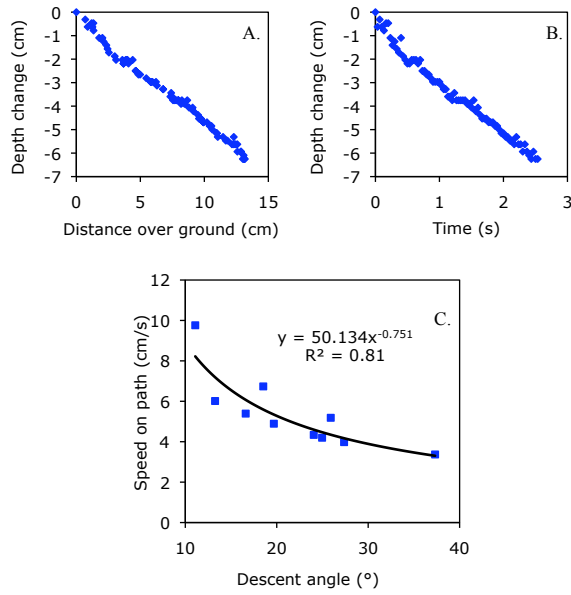 A.
0
-1
-2
-3
-4
-5
-6
-7
0 5 10 15
Depth change (cm)
Distance over ground (cm)
B.
0
-1
-2
-3
-4
-5
-6
-7
0 1 2 3
Depth change (cm)
Time (s)
C.
12
10
8
6
4
2
0
10 20 30 40
Speed on path (cm/s)
y = 50.134x^-0.751
R² = 0.81
Descent angle (°)